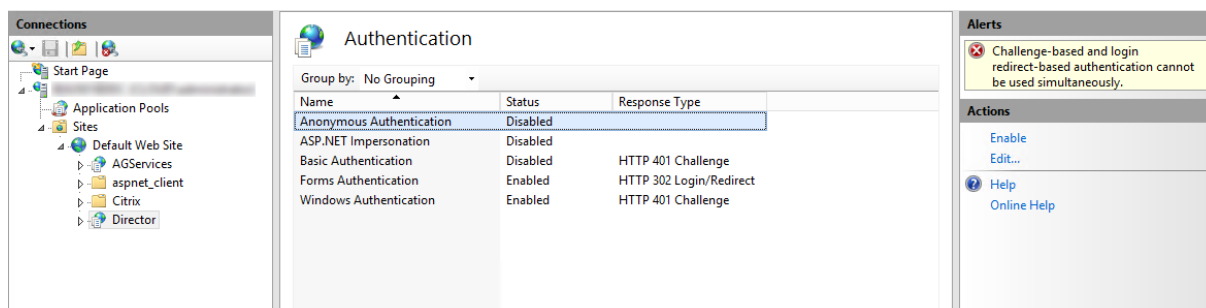 Connections
Start Page
Application Pools
Sites
Default Web Site
AGServices
aspnet_client
Citrix
Director
Authentication
Group by: No Grouping
Name Status Response Type
Anonymous Authentication Disabled
ASP.NET Impersonation Disabled
Basic Authentication Disabled HTTP 401 Challenge
Forms Authentication Enabled HTTP 302 Login/Redirect
Windows Authentication Enabled HTTP 401 Challenge
Alerts
Challenge-based and login
redirect-based authentication cannot
be used simultaneously.
Actions
Enable
Edit...
Help
Online Help